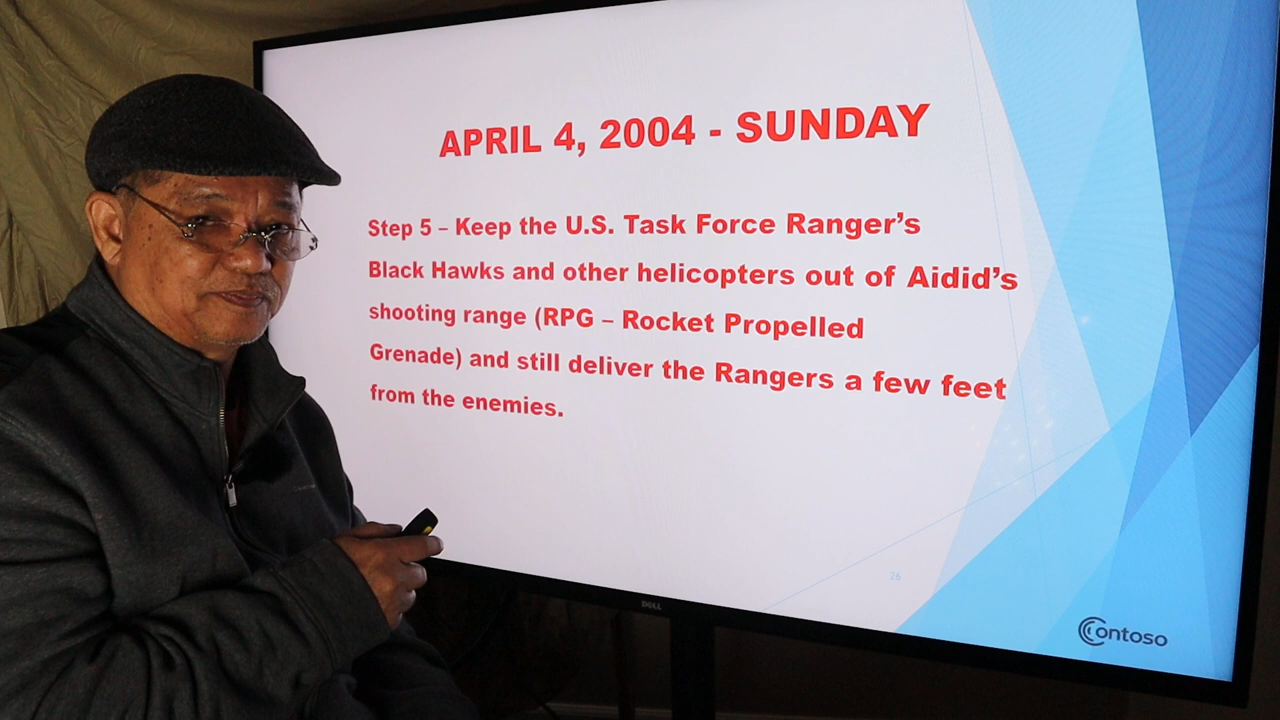 APRIL 4, 2004 - SUNDAY
Step 5 – Keep the U.S. Task Force Ranger’s
Black Hawks and other helicopters out of Aidid’s
shooting range (RPG – Rocket Propelled
Grenade) and still deliver the Rangers a few feet
from the enemies.
76
Contoso
DELL